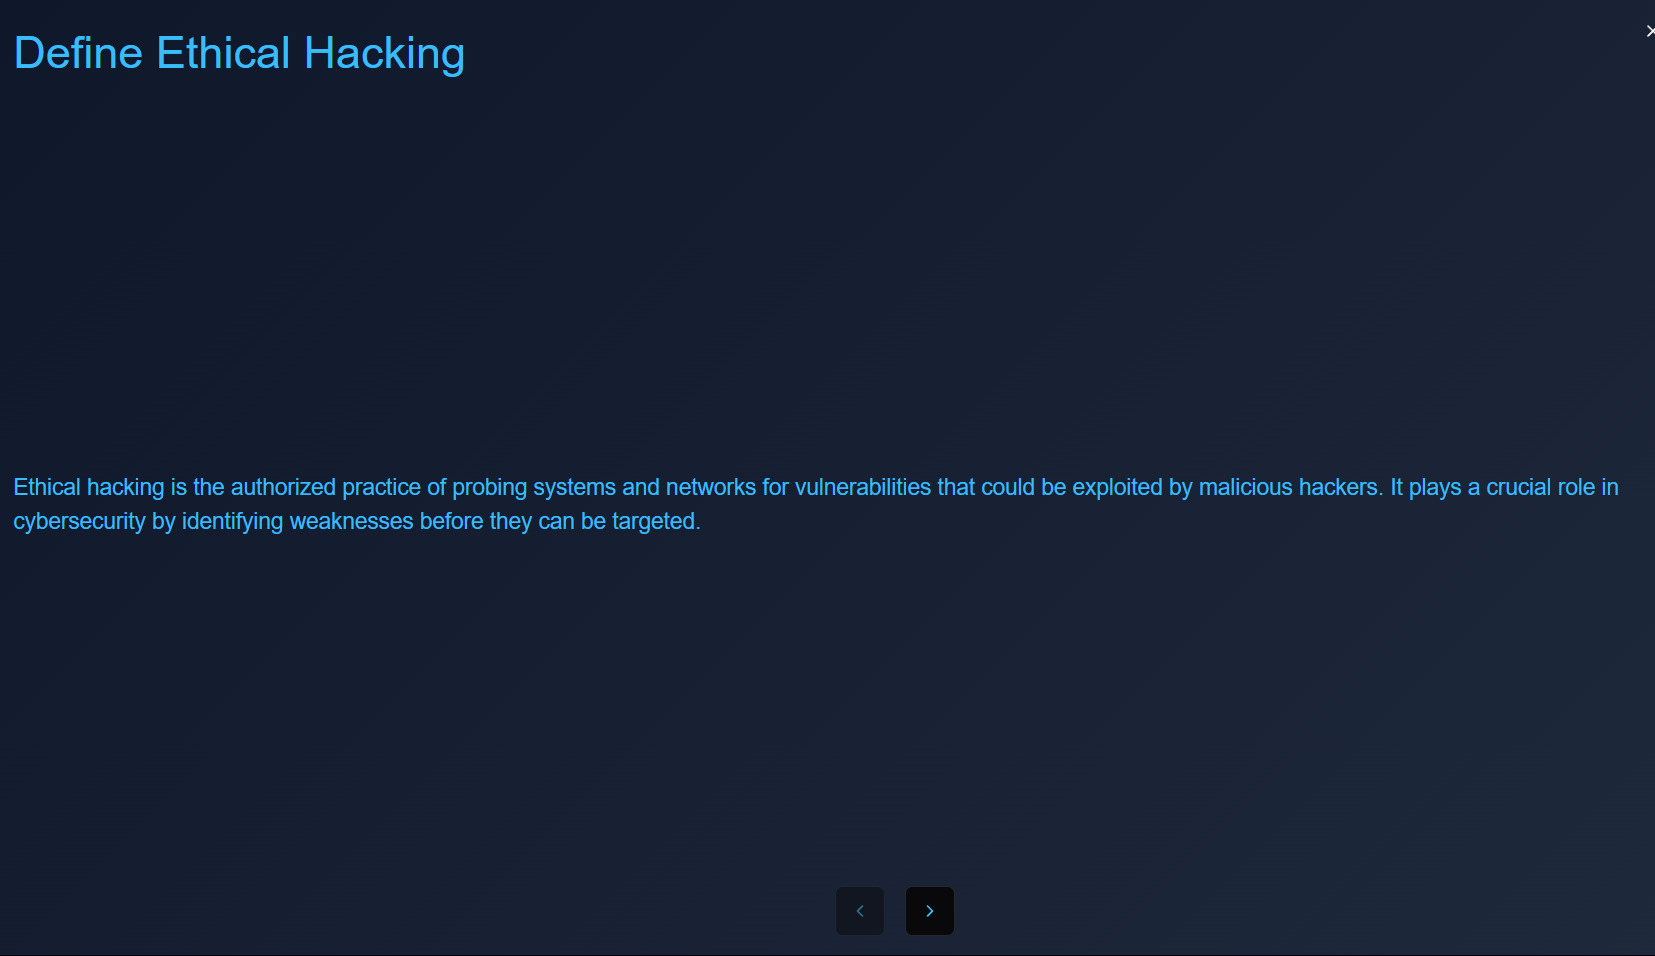 Define Ethical Hacking
Ethical hacking is the authorized practice of probing systems and networks for vulnerabilities that could be exploited by malicious hackers. It plays a crucial role in
cybersecurity by identifying weaknesses before they can be targeted.